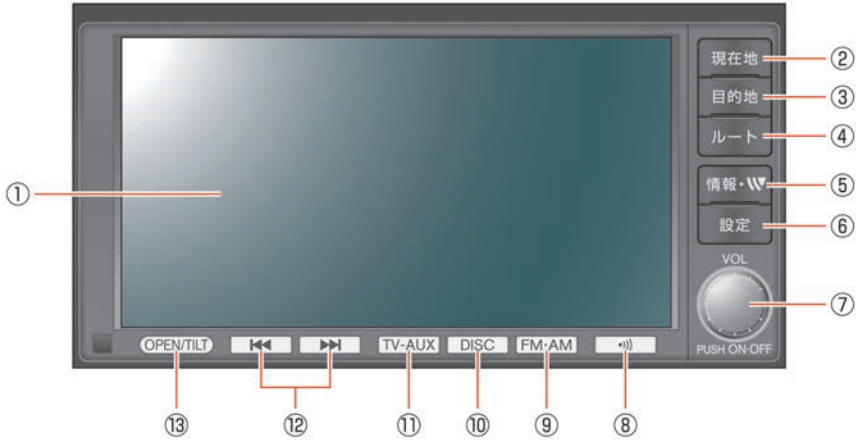 現在地
②
目的地
③
ルート
④
①
情報・
⑤
設定
⑥
VOL
⑦
PUSH ON·OFF
OPEN/TILT
TV-AUX
DISC
FM·AM
⑬
⑫
⑪
⑩
⑨
⑧